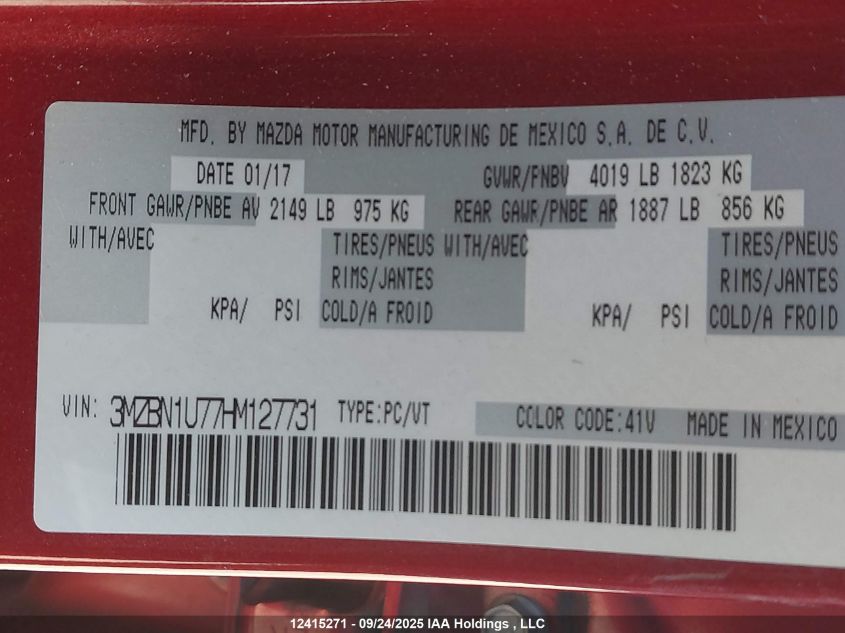 MFD. BY MAZDA MOTOR MANUFACTURING DE MEXICO S.A. DE C.V.
DATE 01/17 GVWR/PNBV 4019 LB 1823 KG
FRONT GAWR/PNBE AV 2149 LB 975 KG REAR GAWR/PNBE AR 1887 LB 856 KG
WITH/AVEC TIRES/PNEUS WITH/AVEC TIRES/PNEUS
RIMS/JANTES RIMS/JANTES
KPA/ PSI COLD/A FROID KPA/ PSI COLD/A FROID
VIN: 3MZBN1U77HM127731 TYPE:PC/VT COLOR CODE:41V MADE IN MEXICO
12415271 - 09/24/2025 IAA Holdings , LLC